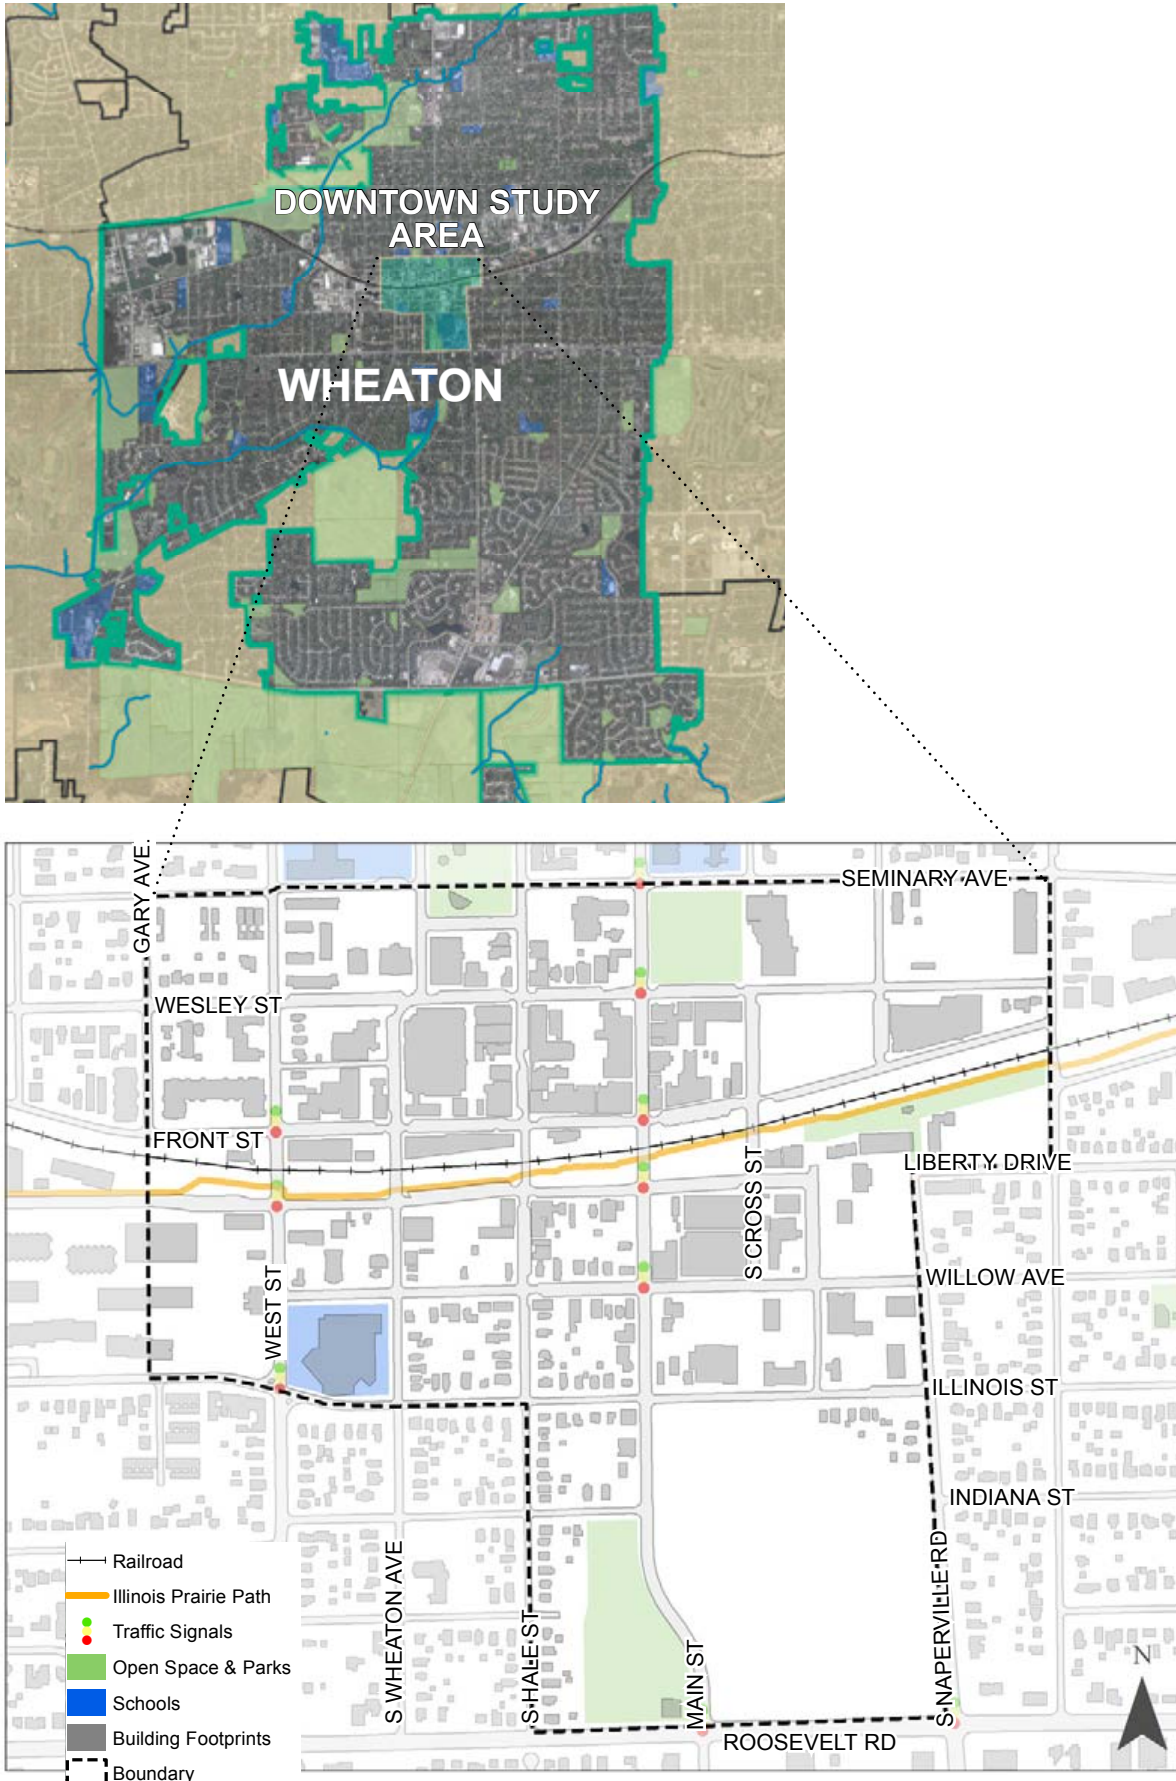 DOWNTOWN STUDY
AREA
WHEATON
GARY AVE.
SEMINARY AVE
WESLEY ST
FRONT ST
LIBERTY DRIVE
S CROSS ST
WEST ST
WILLOW AVE
ILLINOIS ST
INDIANA ST
S WHEATON AVE
S HALE ST
MAIN ST
S NAPERVILLE RD
ROOSEVELT RD
N
Railroad
Illinois Prairie Path
Traffic Signals
Open Space & Parks
Schools
Building Footprints
Boundary